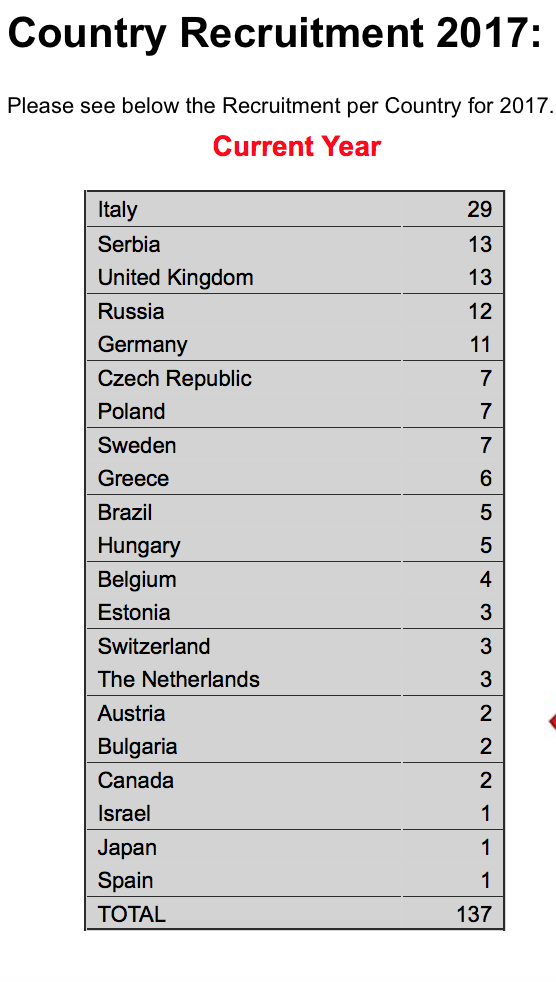 Country Recruitment 2017:
Please see below the Recruitment per Country for 2017.
Current Year
Italy 29
Serbia 13
United Kingdom 13
Russia 12
Germany 11
Czech Republic 7
Poland 7
Sweden 7
Greece 6
Brazil 5
Hungary 5
Belgium 4
Estonia 3
Switzerland 3
The Netherlands 3
Austria 2
Bulgaria 2
Canada 2
Israel 1
Japan 1
Spain 1
TOTAL 137